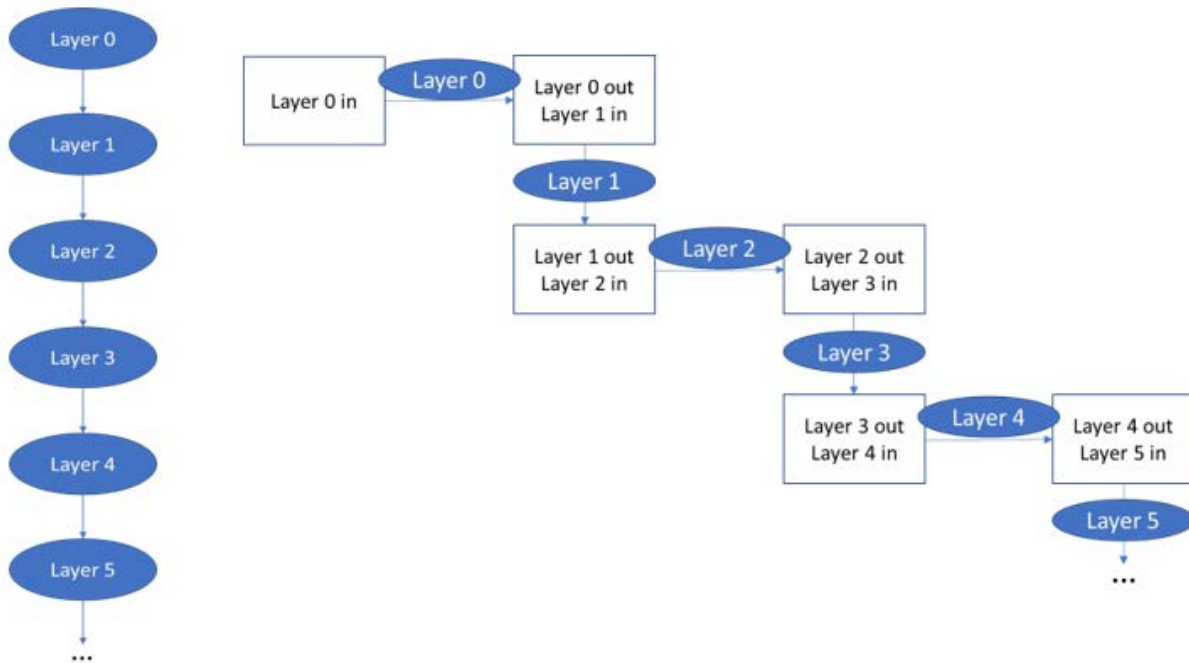 Layer 0
Layer 1
Layer 2
Layer 3
Layer 4
Layer 5
...
Layer 0 in
Layer 0
Layer 0 out
Layer 1 in
Layer 1
Layer 1 out
Layer 2 in
Layer 2
Layer 2 out
Layer 3 in
Layer 3
Layer 3 out
Layer 4 in
Layer 4
Layer 4 out
Layer 5 in
Layer 5
...